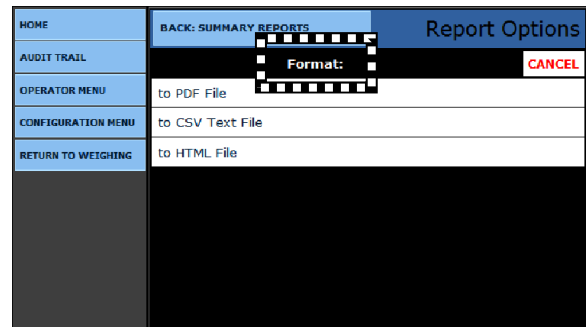 HOME
AUDIT TRAIL
OPERATOR MENU
CONFIGURATION MENU
RETURN TO WEIGHING
BACK: SUMMARY REPORTS
Report Options
Format:
CANCEL
to PDF File
to CSV Text File
to HTML File